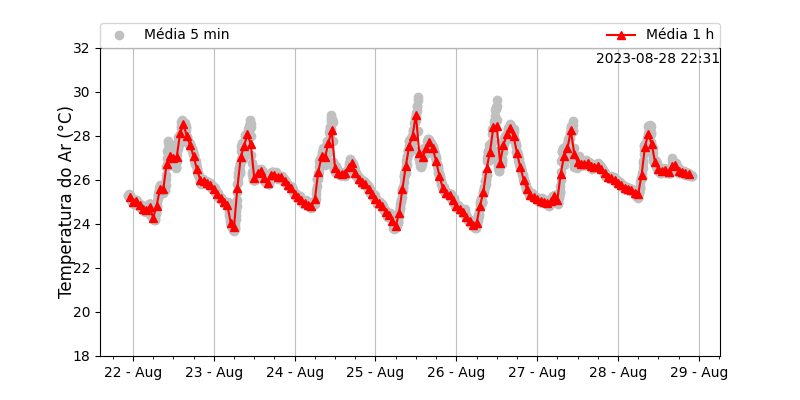 Média 5 min
Média 1 h
2023-08-28 22:31
Temperatura do Ar (°C)
32
30
28
26
24
22
20
18
22 - Aug
23 - Aug
24 - Aug
25 - Aug
26 - Aug
27 - Aug
28 - Aug
29 - Aug